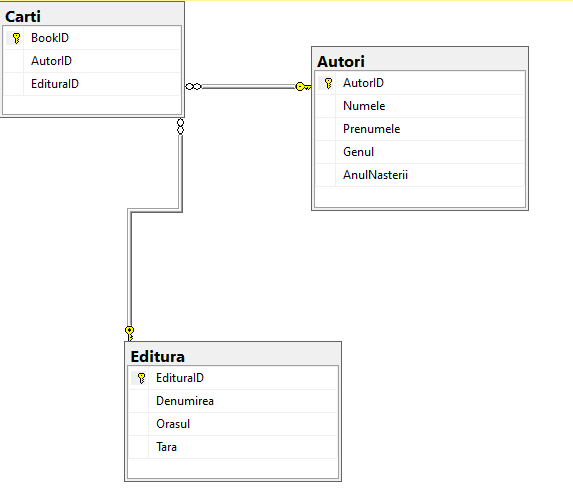 Carti
BookID
AutorID
EdituraID
Autori
AutorID
Numele
Prenumele
Genul
AnulNasterii
Editura
EdituraID
Denumirea
Orasul
Tara